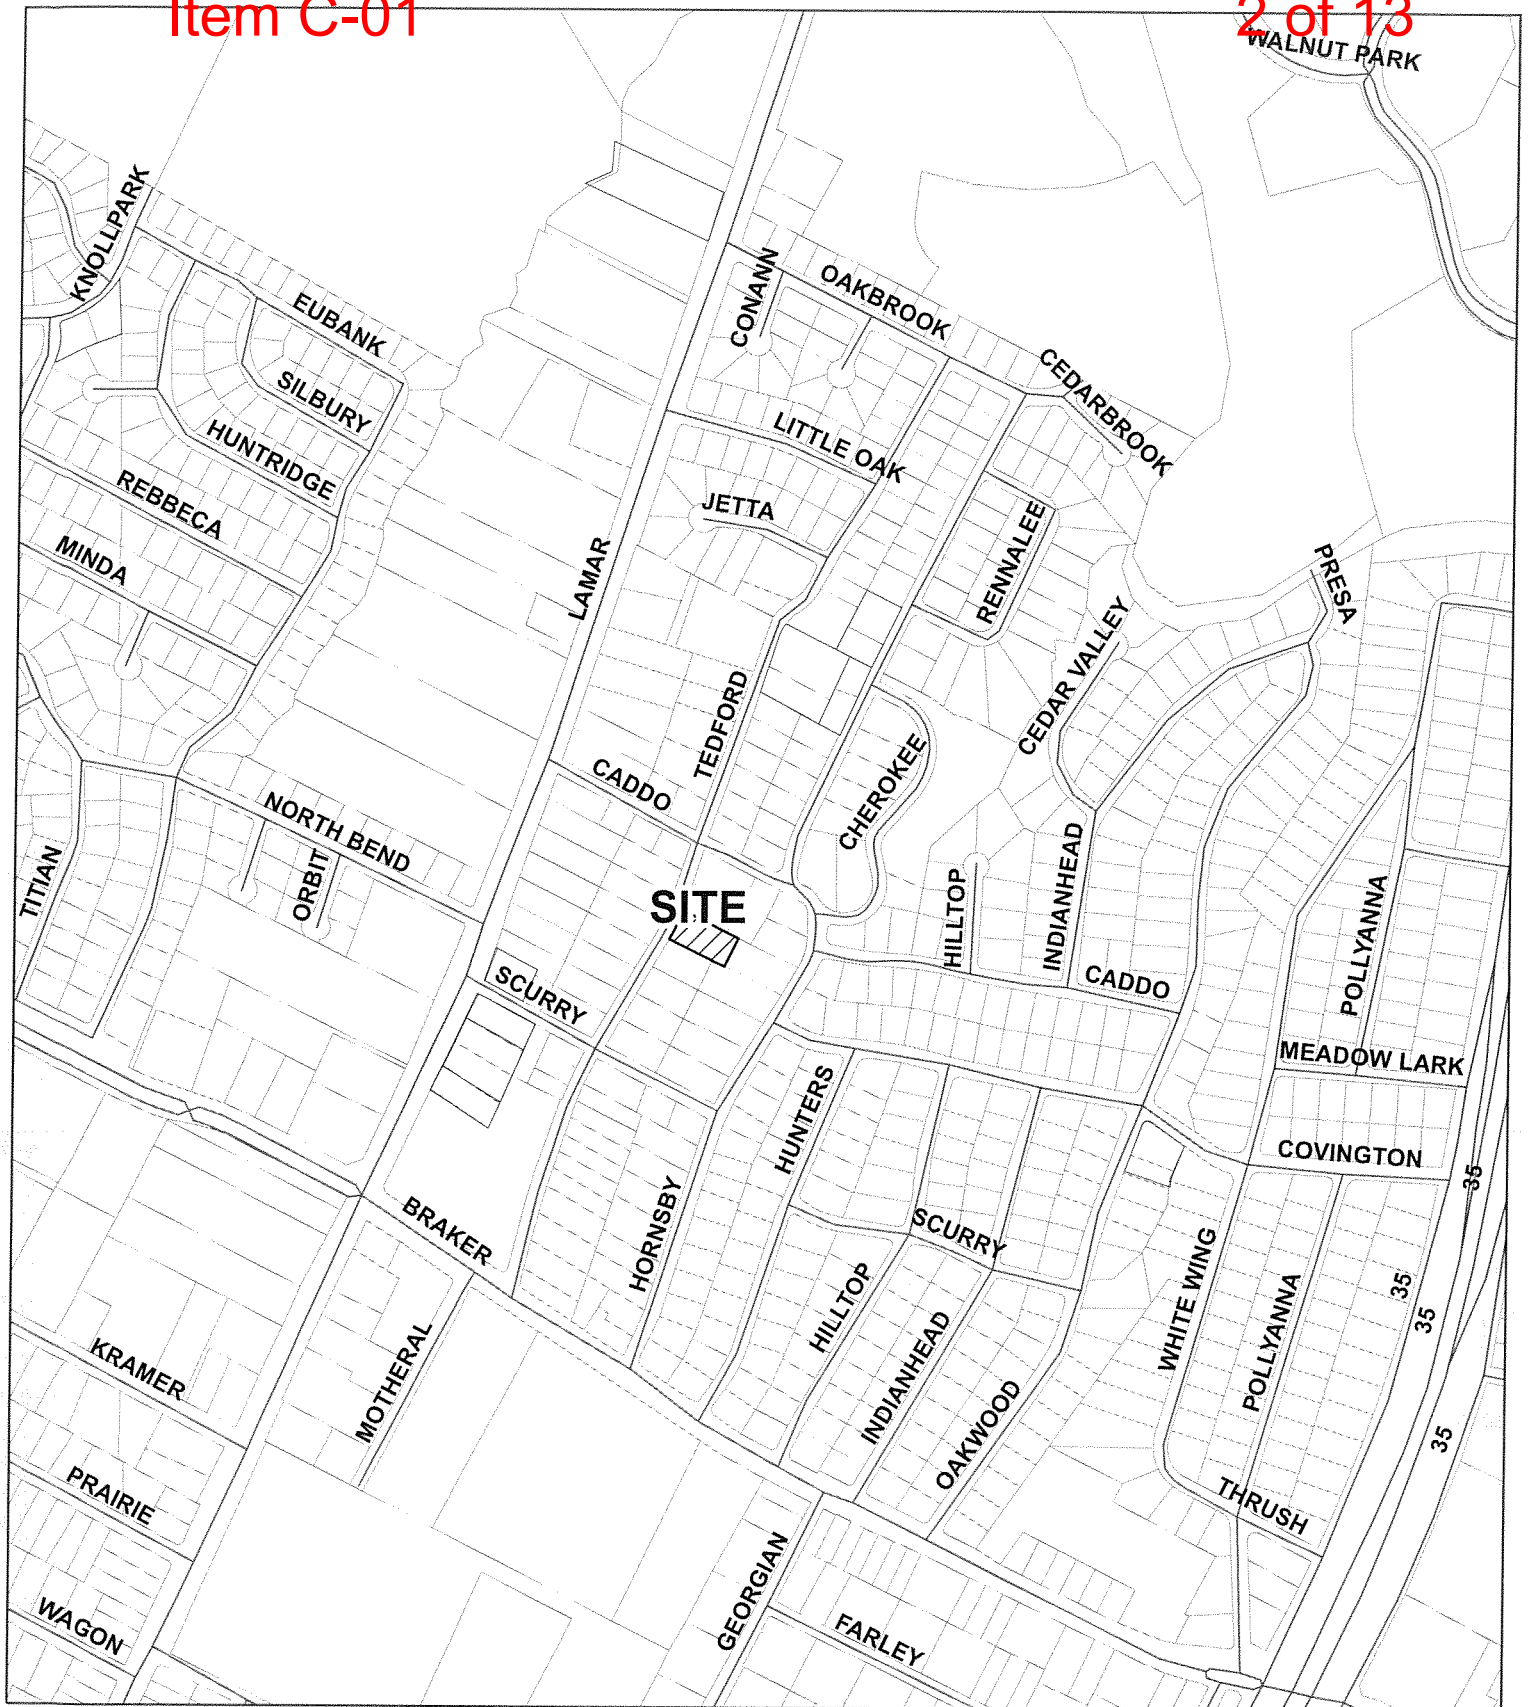 Item C-01
2 of 13
WALNUT PARK
KNOLLPARK
EUBANK
CONANN
OAKBROOK
CEDARBROOK
SILBURY
HUNTRIDGE
LITTLE OAK
REBBECA
JETTA
MINDA
LAMAR
RENNALEE
PRESA
CEDAR VALLEY
TEDFORD
CADDO
CHEROKEE
NORTH BEND
ORBIT
TITIAN
SITE
HILLTOP
INDIANHEAD
CADDO
POLLYANNA
SCURRY
MEADOW LARK
HUNTERS
COVINGTON
35
HORNSBY
BRAKER
SCURRY
WHITE WING
HILLTOP
POLLYANNA
35
35
INDIANHEAD
KRAMER
MOTHERAL
OAKWOOD
35
PRAIRIE
THRUSH
GEORGIAN
WAGON
FARLEY